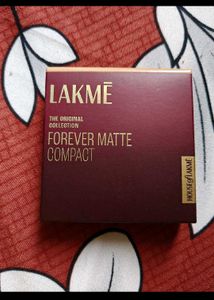 LAKMĒ
THE ORIGINAL
COLLECTION
FOREVER MATTE
COMPACT
HOUSE of LAKMĒ